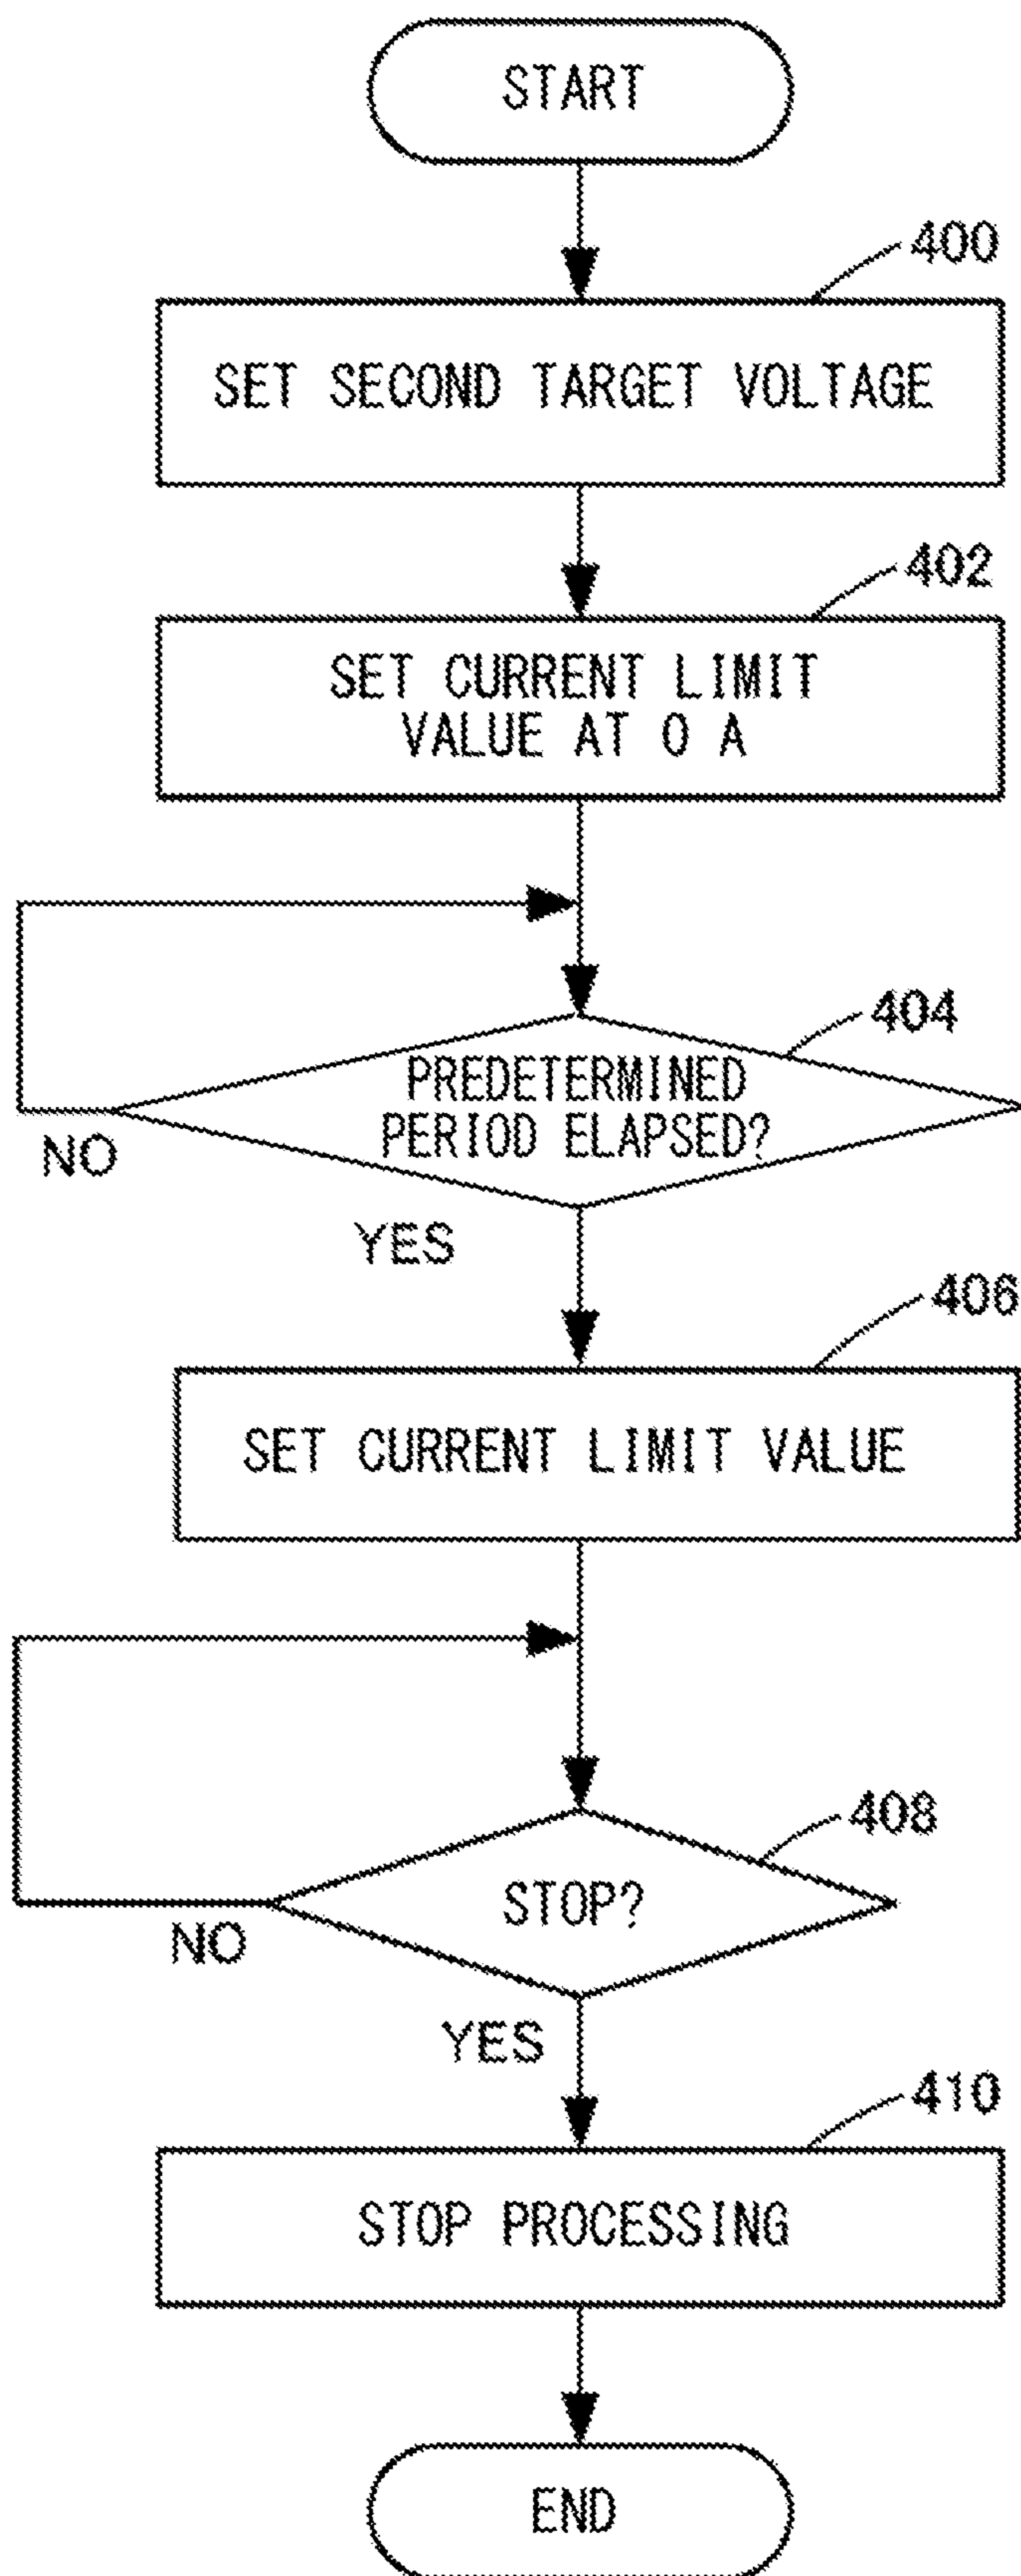 START
400
SET SECOND TARGET VOLTAGE
402
SET CURRENT LIMIT
VALUE AT 0 A
404
PREDETERMINED
PERIOD ELAPSED?
NO
YES
406
SET CURRENT LIMIT VALUE
408
STOP?
NO
YES
410
STOP PROCESSING
END